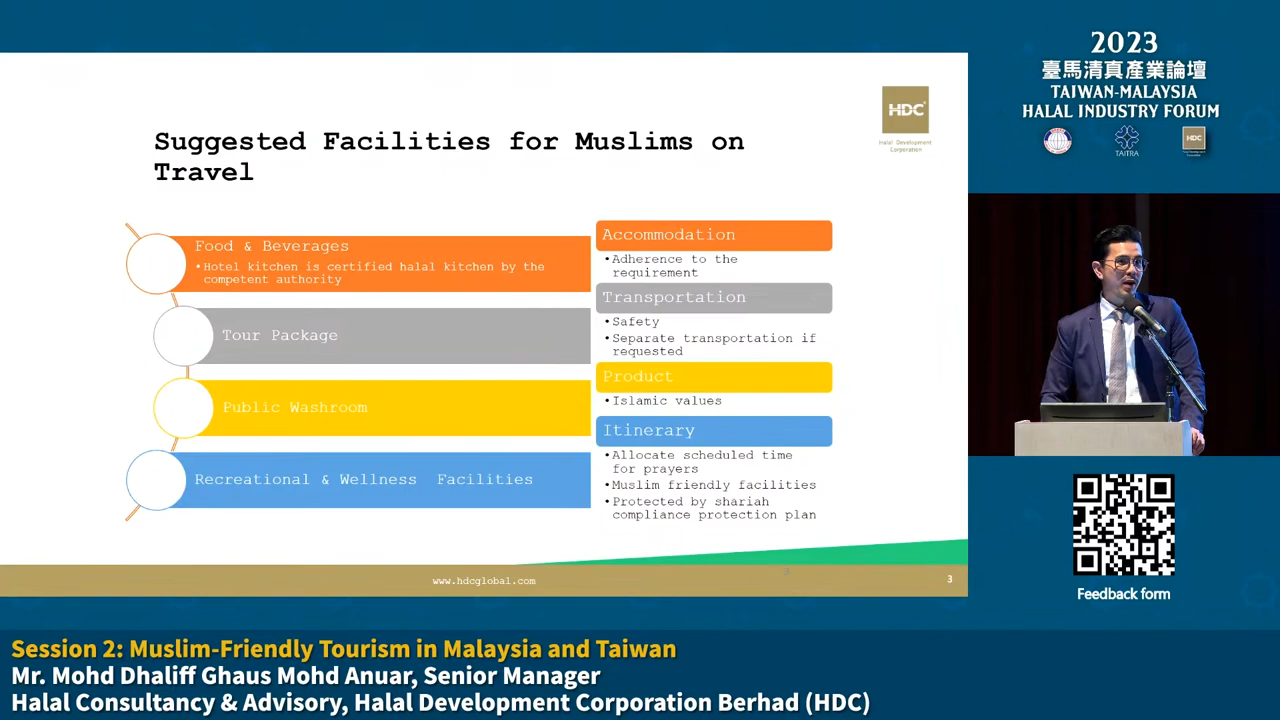 2023
臺馬清真產業論壇
TAIWAN-MALAYSIA
HALAL INDUSTRY FORUM
TAITRA
HDC
HDC
Halal Development
Corporation
Suggested Facilities for Muslims on
Travel
Food & Beverages
•Hotel kitchen is certified halal kitchen by the
competent authority
Tour Package
Public Washroom
Recreational & Wellness Facilities
Accommodation
•Adherence to the
requirement
Transportation
•Safety
•Separate transportation if
requested
Product
•Islamic values
Itinerary
•Allocate scheduled time
for prayers
•Muslim friendly facilities
•Protected by shariah
compliance protection plan
9
www.hdcglobal.com
3
Feedback form
Session 2: Muslim-Friendly Tourism in Malaysia and Taiwan
Mr. Mohd Dhaliff Ghaus Mohd Anuar, Senior Manager
Halal Consultancy & Advisory, Halal Development Corporation Berhad (HDC)